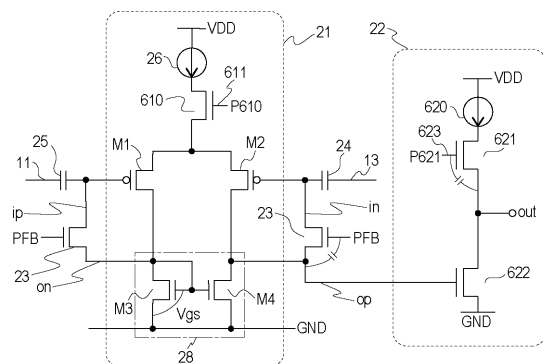 VDD
21
22
26
611
610
P610
VDD
620
25
M1
M2
24
623
621
P621
11
13
ip
in
out
PFB
23
PFB
23
on
622
M3
M4
op
Vgs
GND
GND
28